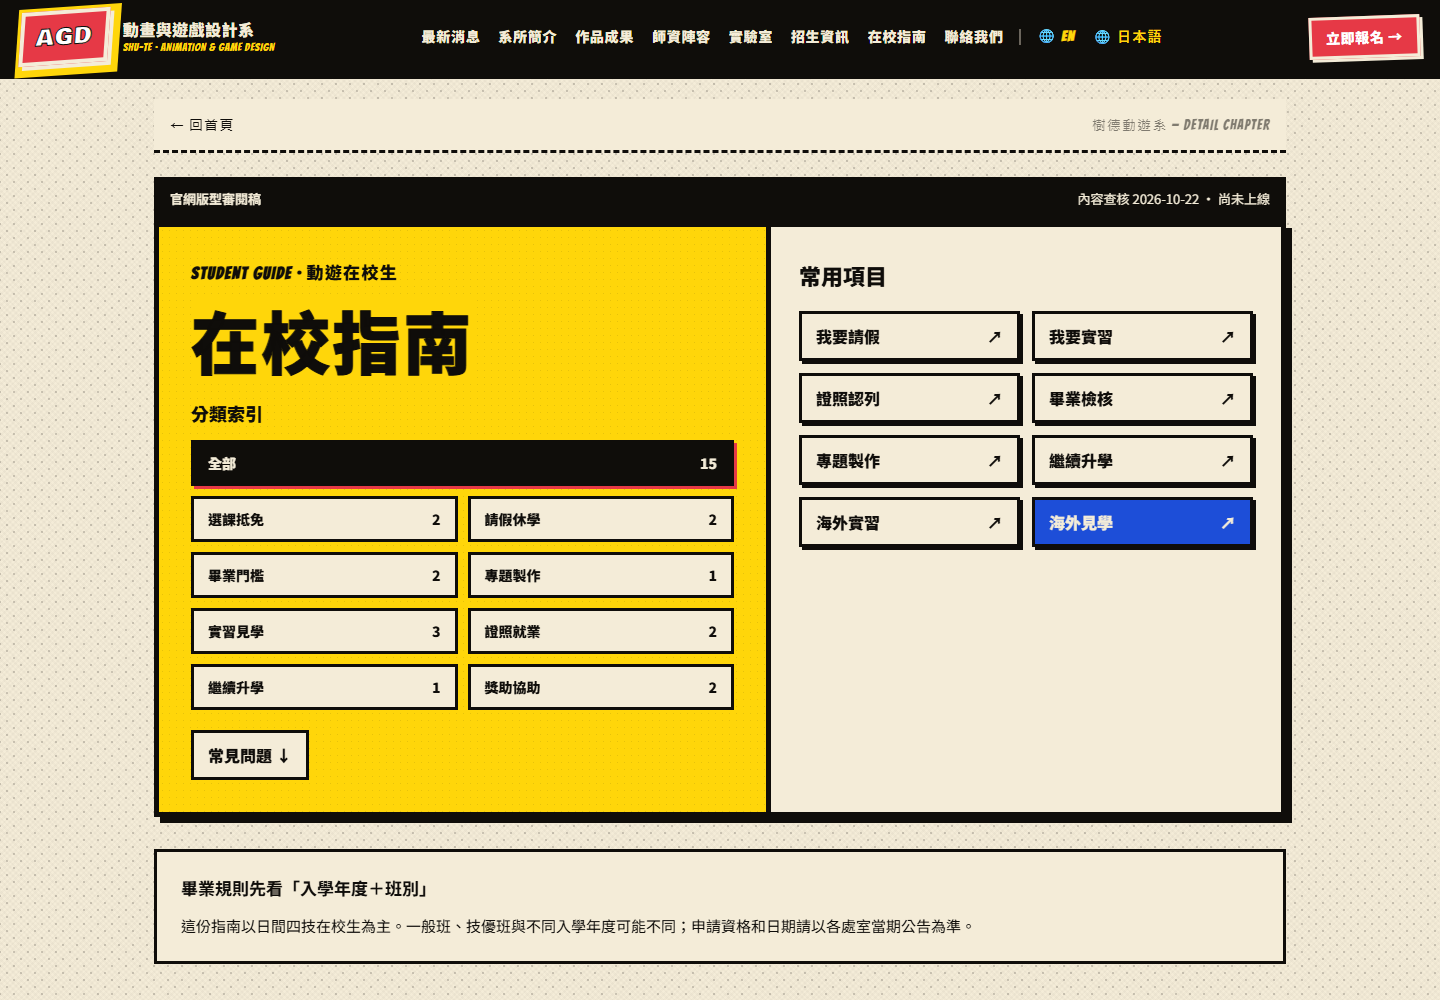 AGD
動畫與遊戲設計系
SHU-TE · ANIMATION & GAME DESIGN
最新消息 系所簡介 作品成果 師資陣容 實驗室 招生資訊 在校指南 聯絡我們 | 🌐 EN 🌐 日本語
立即報名 →
← 回首頁
樹德動遊系 — DETAIL CHAPTER
官網版型審閱稿
內容查核 2026-10-22 · 尚未上線
STUDENT GUIDE · 動遊在校生
在校指南
分類索引
全部 15
選課抵免 2
請假休學 2
畢業門檻 2
專題製作 1
實習見學 3
證照就業 2
繼續升學 1
獎助協助 2
常見問題 ↓
常用項目
我要請假 ↗
我要實習 ↗
證照認列 ↗
畢業檢核 ↗
專題製作 ↗
繼續升學 ↗
海外實習 ↗
海外見學 ↗
畢業規則先看「入學年度＋班別」
這份指南以日間四技在校生為主。一般班、技優班與不同入學年度可能不同；申請資格和日期請以各處室當期公告為準。